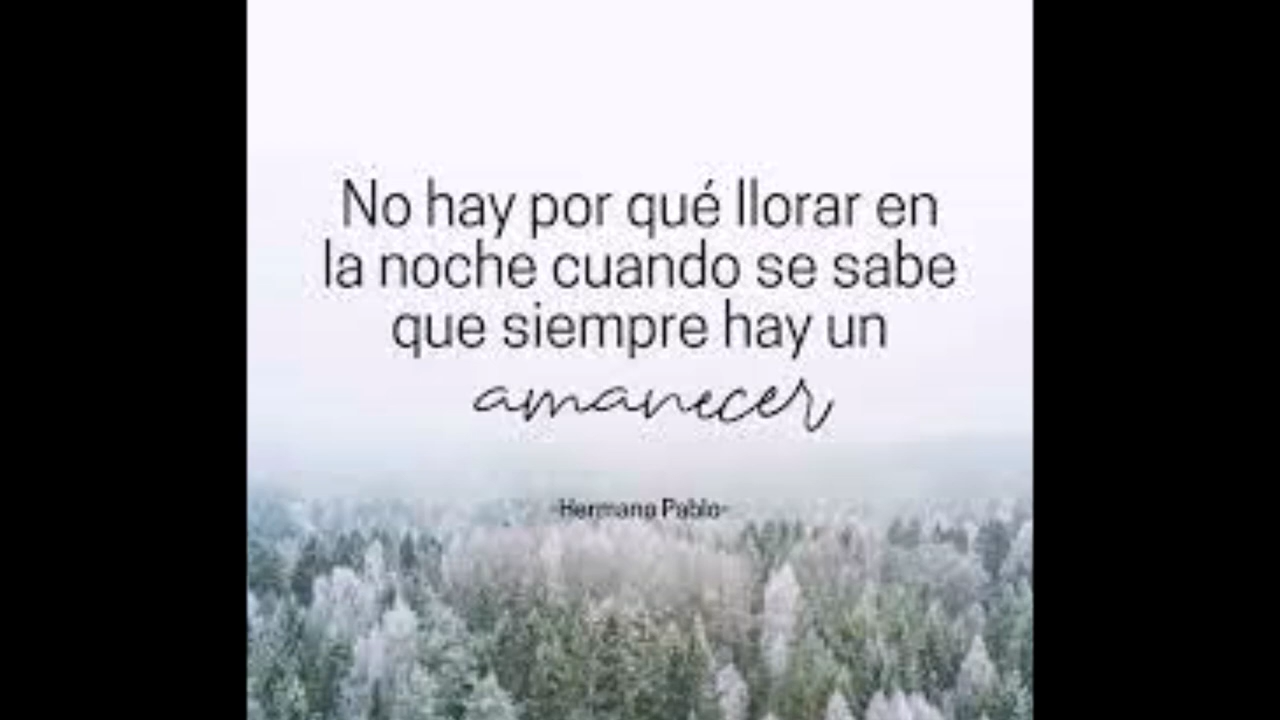 No hay por qué llorar en
la noche cuando se sabe
que siempre hay un
amanecer
-Hermano Pablo-